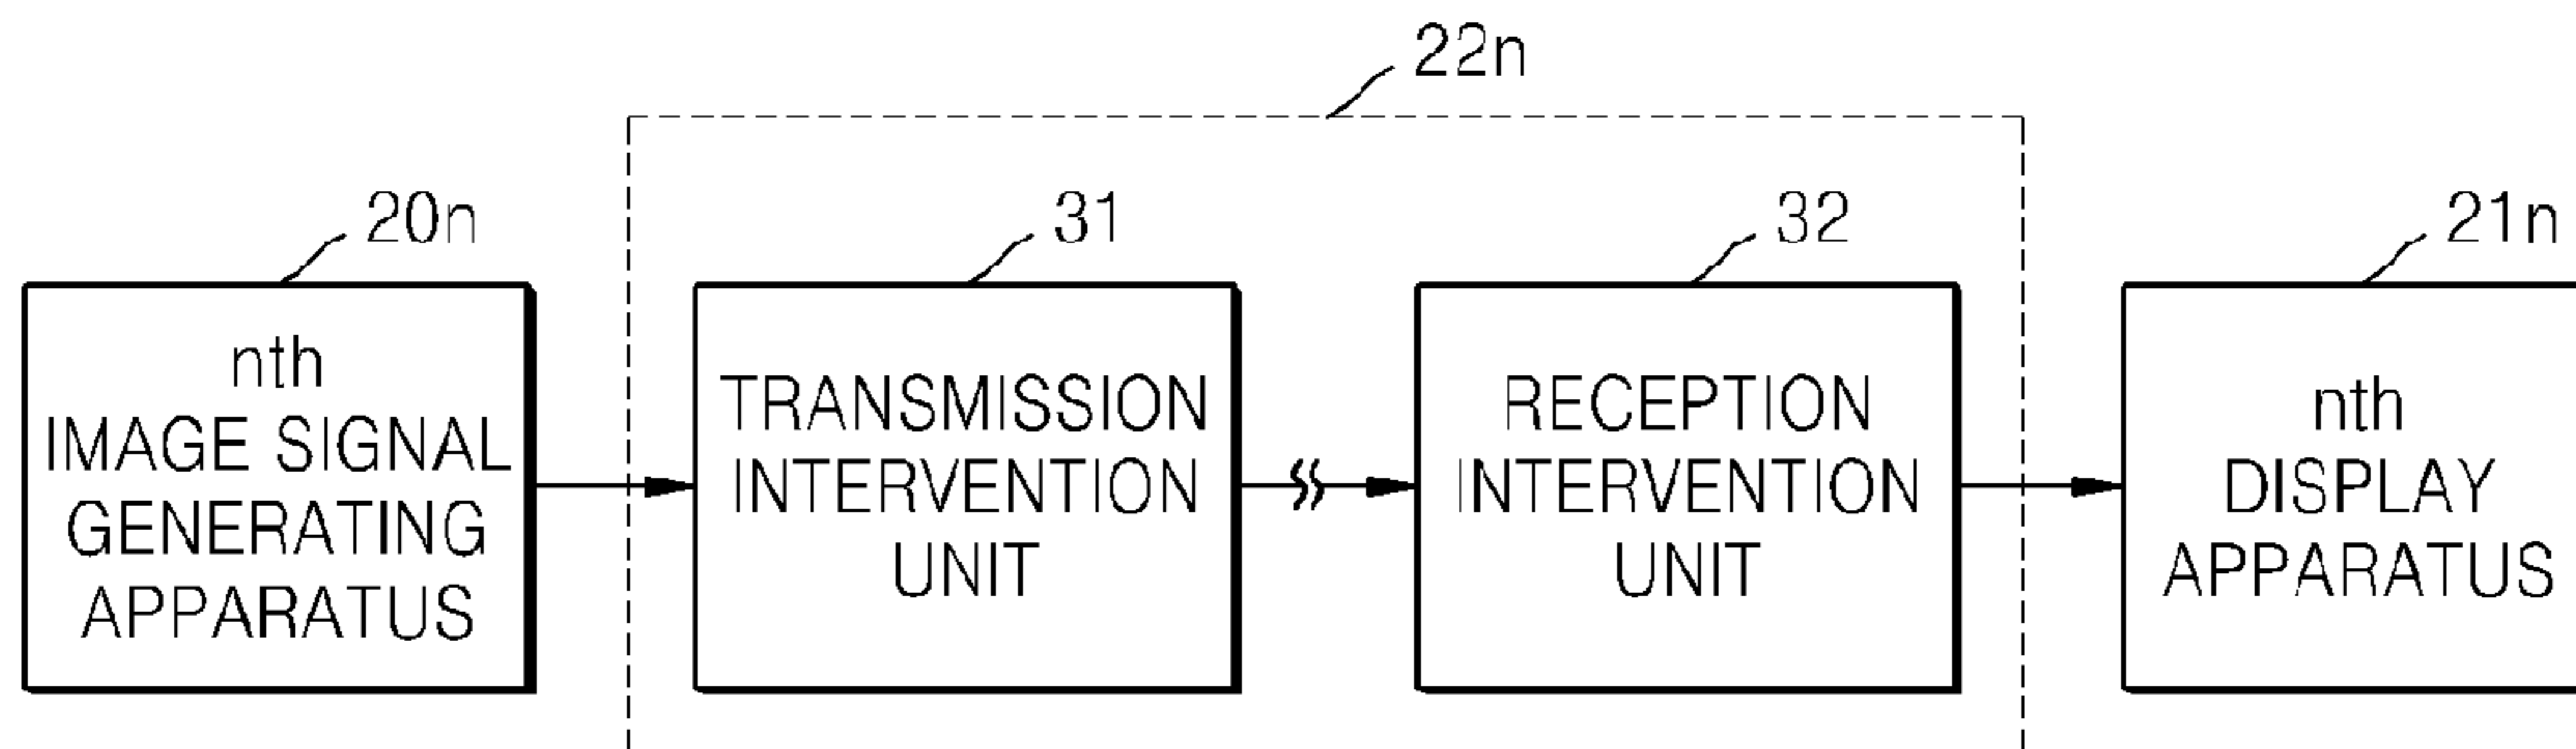 22n
20n
31
32
21n
nth
IMAGE SIGNAL
GENERATING
APPARATUS
TRANSMISSION
INTERVENTION
UNIT
RECEPTION
INTERVENTION
UNIT
nth
DISPLAY
APPARATUS